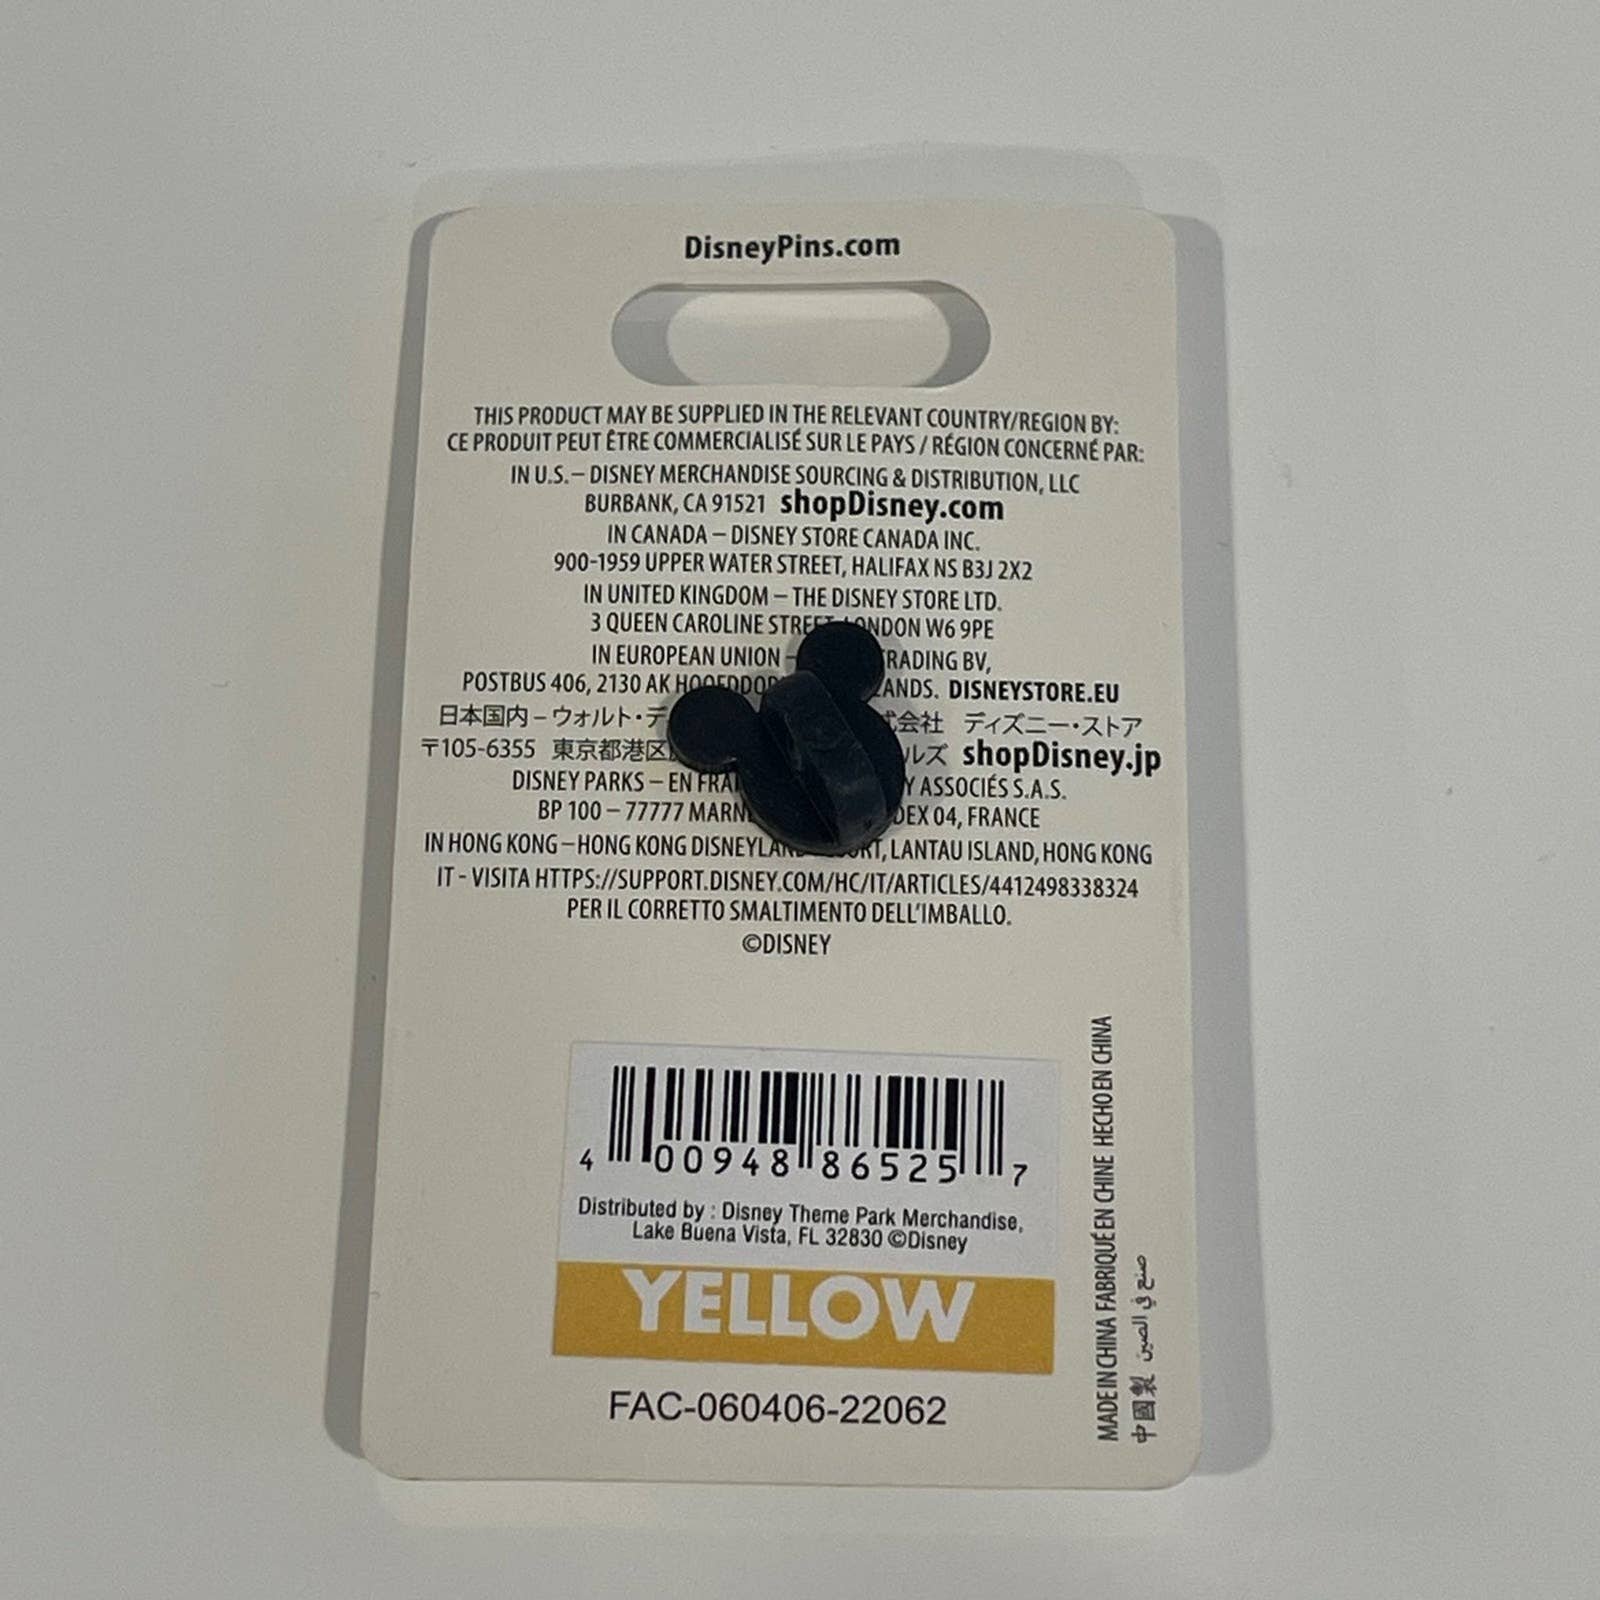 DisneyPins.com
THIS PRODUCT MAY BE SUPPLIED IN THE RELEVANT COUNTRY/REGION BY:
CE PRODUIT PEUT ÊTRE COMMERCIALISÉ SUR LE PAYS / RÉGION CONCERNÉ PAR:
IN U.S. – DISNEY MERCHANDISE SOURCING & DISTRIBUTION, LLC
BURBANK, CA 91521 shopDisney.com
IN CANADA – DISNEY STORE CANADA INC.
900-1959 UPPER WATER STREET, HALIFAX NS B3J 2X2
IN UNITED KINGDOM – THE DISNEY STORE LTD.
3 QUEEN CAROLINE STREET, LONDON W6 9PE
IN EUROPEAN UNION – TRADING BV,
POSTBUS 406, 2130 AK DISNEYSTORE.EU
日本国内 – ウォルト・デ 式会社 ディズニー・ストア
〒105-6355 東京都港区 ルズ shopDisney.jp
DISNEY PARKS – EN ASSOCIÉS S.A.S.
BP 100 – 77777 04, FRANCE
IN HONG KONG – HONG KONG DISNEYLAND LANTAU ISLAND, HONG KONG
IT - VISITA HTTPS://SUPPORT.DISNEY.COM/HC/IT/ARTICLES/4412498338324
PER IL CORRETTO SMALTIMENTO DELL'IMBALLO.
©DISNEY
4 00948 86525 7
Distributed by : Disney Theme Park Merchandise,
Lake Buena Vista, FL 32830 ©Disney
YELLOW
FAC-060406-22062
MADE IN CHINA FABRIQUÉ EN CHINE HECHO EN CHINA
中國製 صنع في الصين